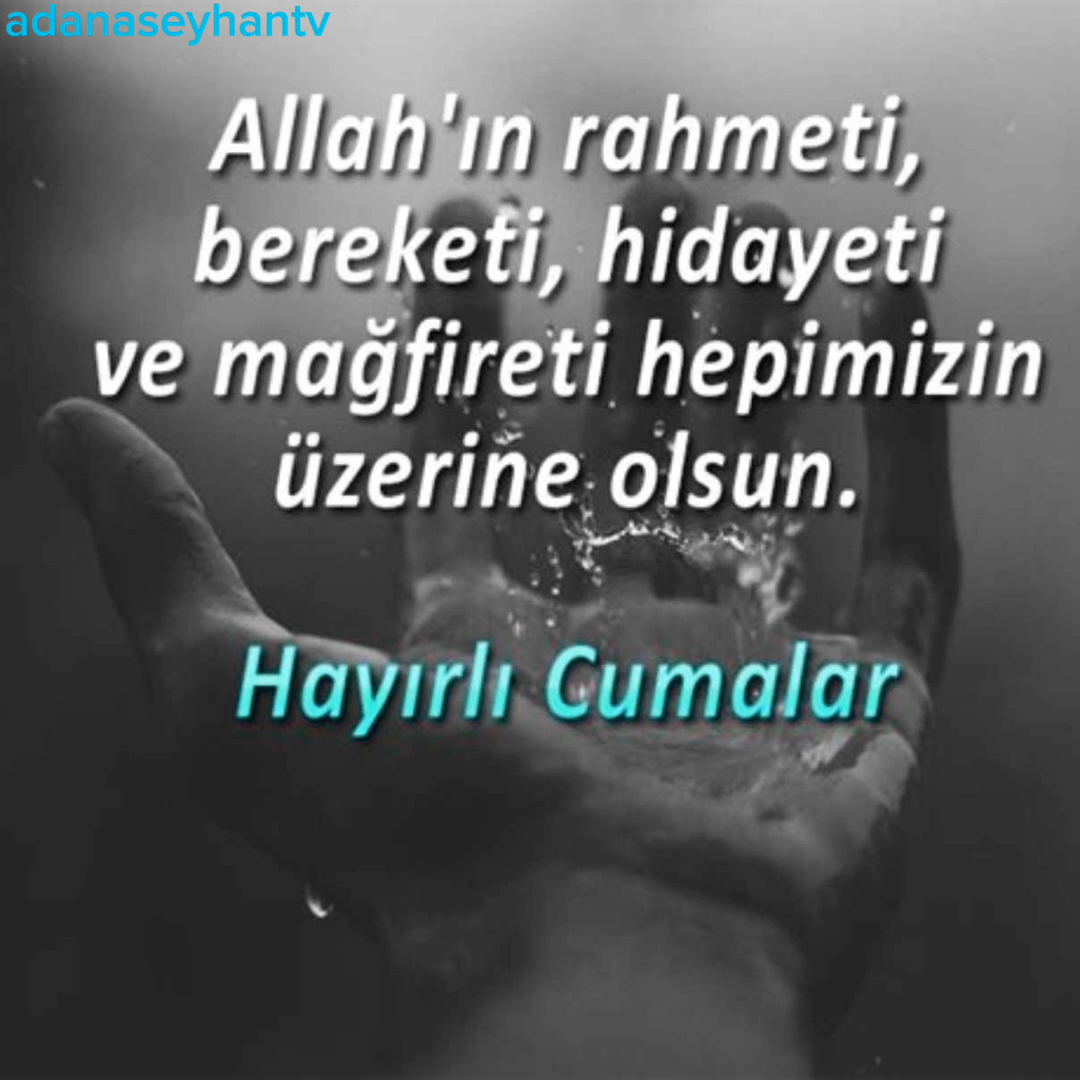 adanaseyhantv
Allah'ın rahmeti,
bereketi, hidayeti
ve mağfireti hepimizin
üzerine olsun.
Hayırlı Cumalar